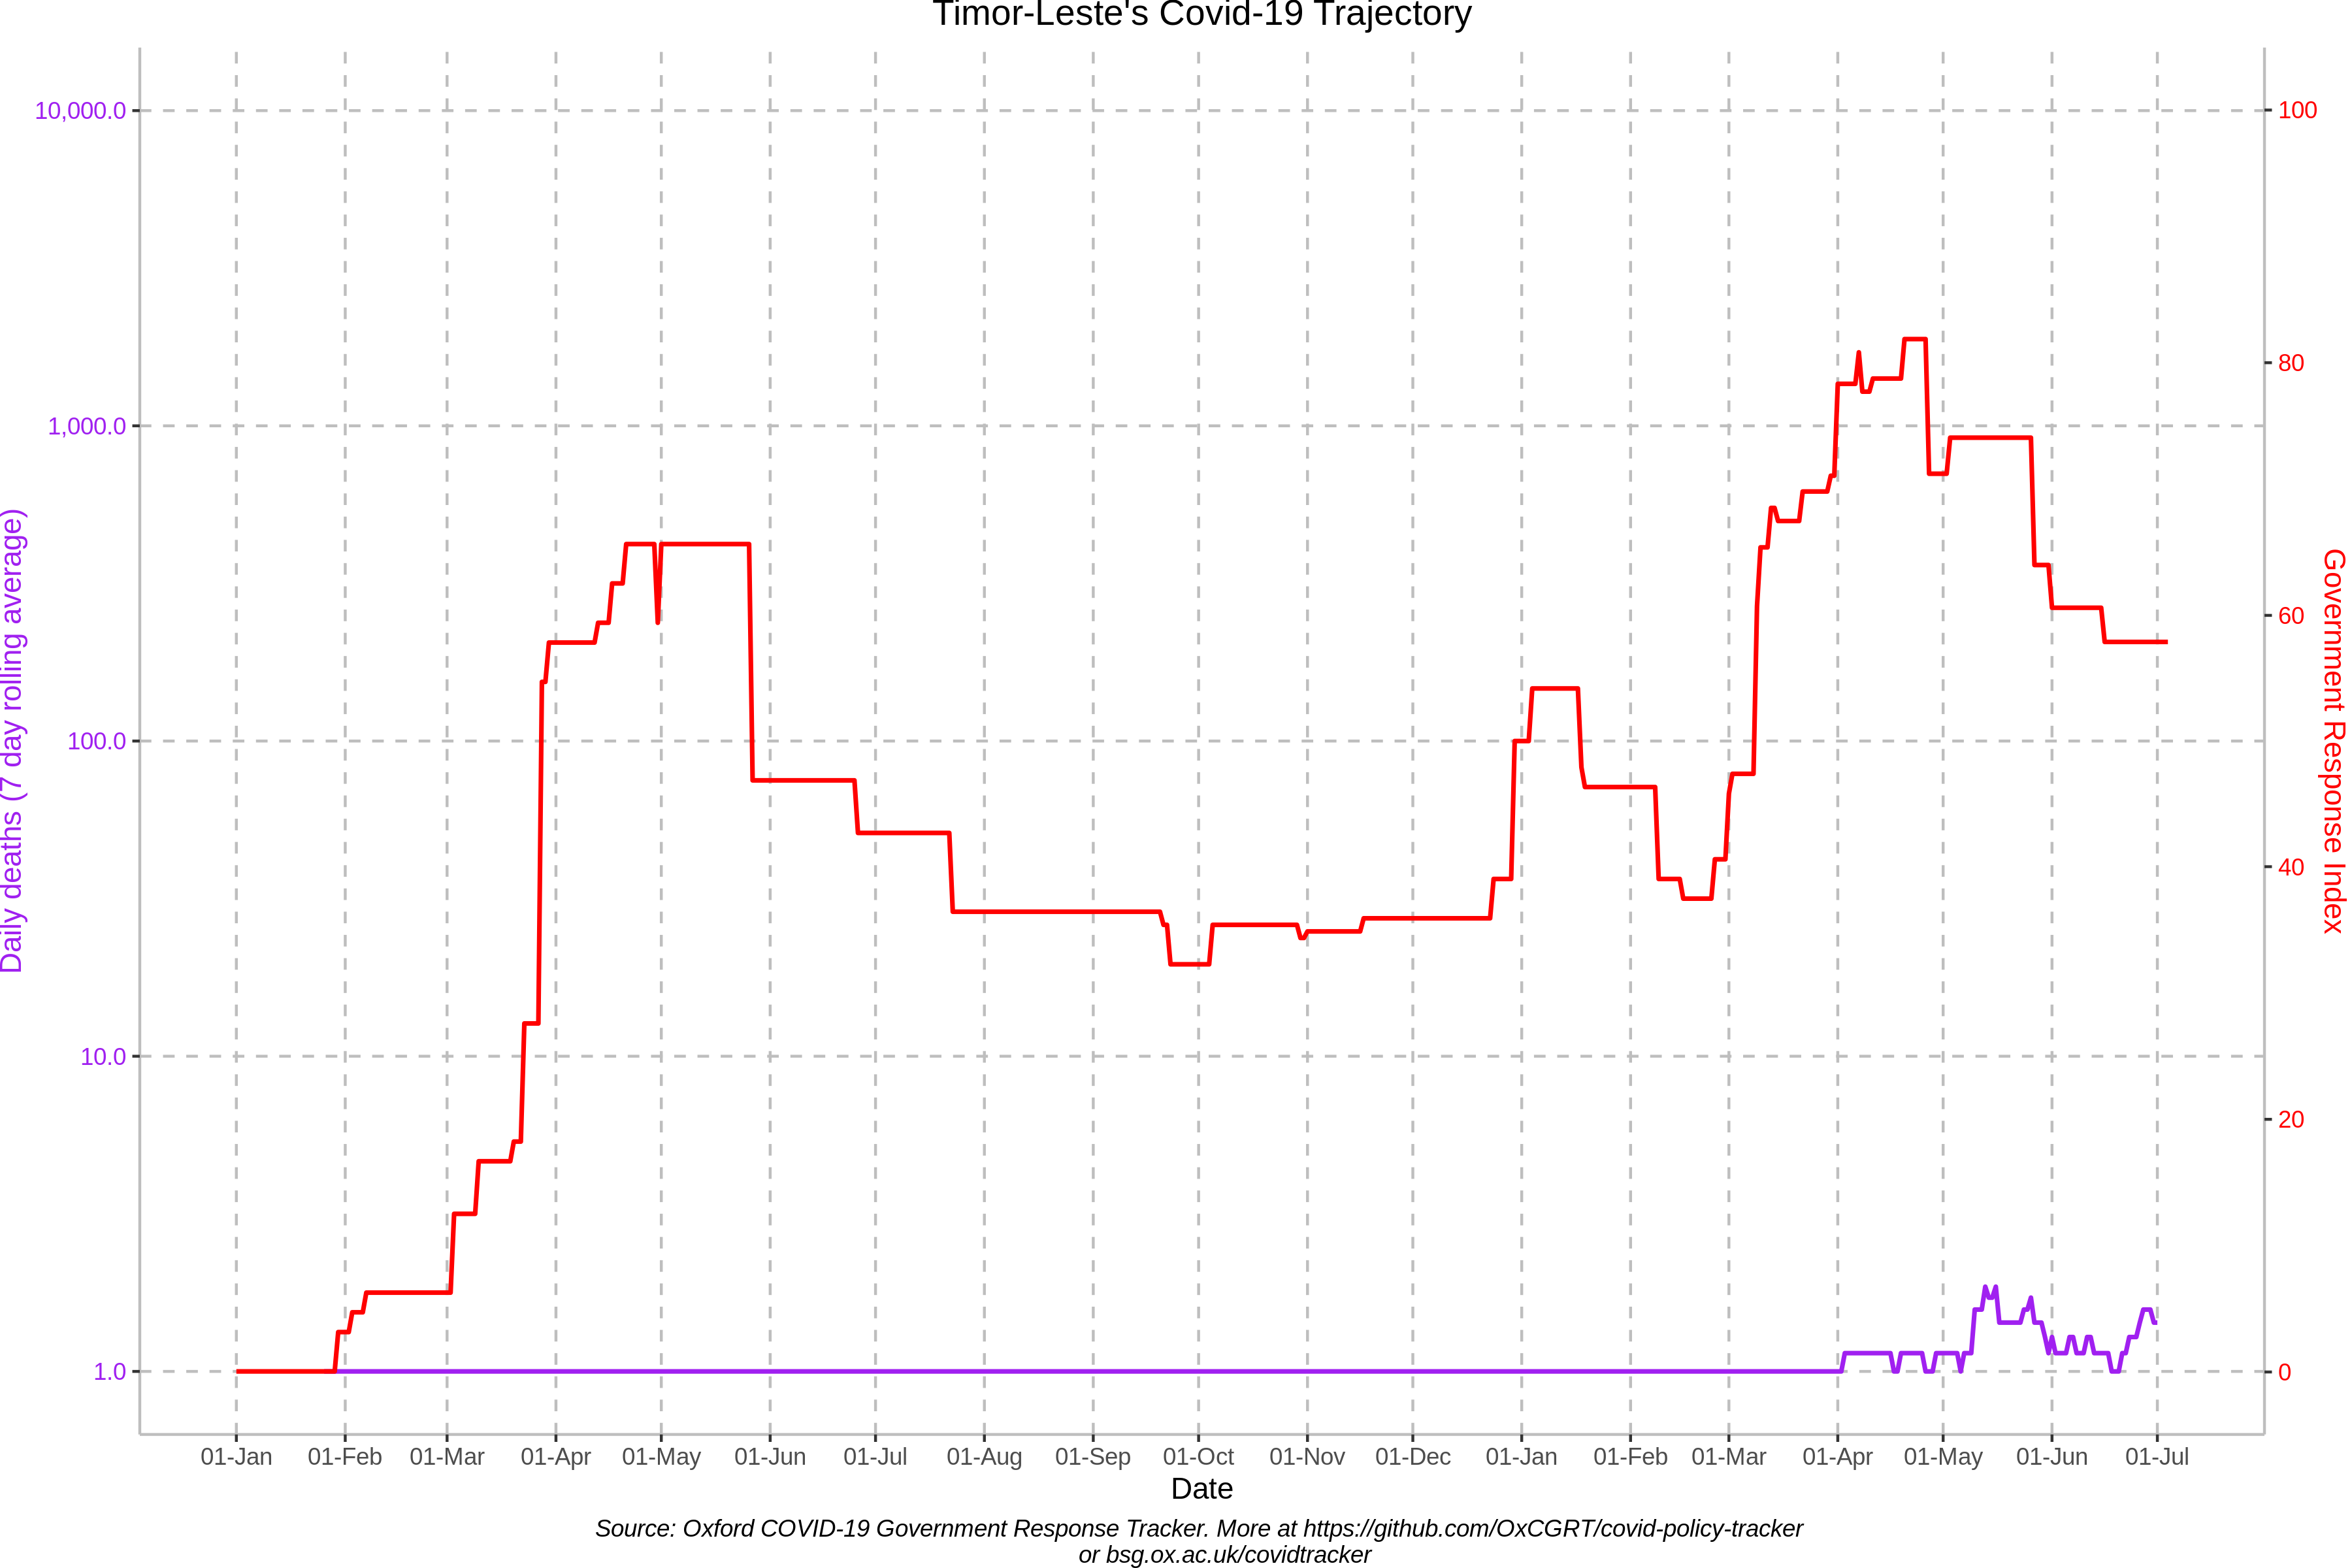 Timor-Leste's Covid-19 Trajectory
Daily deaths (7 day rolling average)
10,000.0
1,000.0
100.0
10.0
1.0
100
80
60
40
20
0
Government Response Index
01-Jan 01-Feb 01-Mar 01-Apr 01-May 01-Jun 01-Jul 01-Aug 01-Sep 01-Oct 01-Nov 01-Dec 01-Jan 01-Feb 01-Mar 01-Apr 01-May 01-Jun 01-Jul
Date
Source: Oxford COVID-19 Government Response Tracker. More at https://github.com/OxCGRT/covid-policy-tracker
or bsg.ox.ac.uk/covidtracker